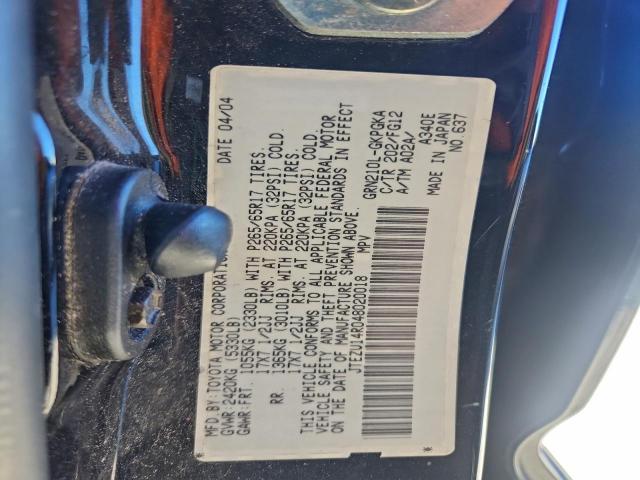 MFD.BY:TOYOTA MOTOR CORPORATION DATE 04/04
GVWR:2420KG (5330LB)
GAWR:FRT. 1055KG (2330LB) WITH P265/65R17 TIRES.
17X7 1/2JJ RIMS. AT 220KPA (32PSI) COLD.
RR. 1365KG (3010LB) WITH P265/65R17 TIRES.
17X7 1/2JJ RIMS. AT 220KPA (32PSI) COLD.
THIS VEHICLE CONFORMS TO ALL APPLICABLE FEDERAL MOTOR
VEHICLE SAFETY AND THEFT PREVENTION STANDARDS IN EFFECT
ON THE DATE OF MANUFACTURE SHOWN ABOVE.
JTEZU14R048020018 MPV
GRN210L-GKPGKA
C/TR 2D2/FG12
A/TM A02A/ A340E
MADE IN JAPAN
NO.637